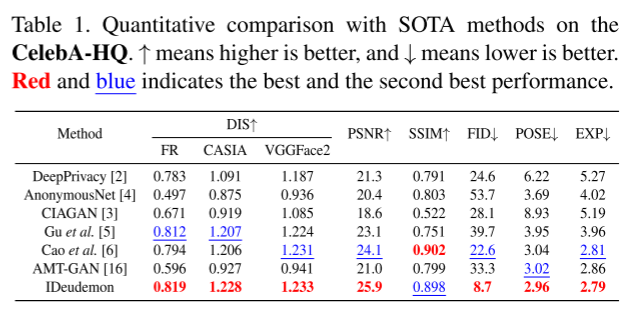 Table 1. Quantitative comparison with SOTA methods on the
CelebA-HQ. ↑ means higher is better, and ↓ means lower is better.
Red and blue indicates the best and the second best performance.
Method DIS↑ PSNR↑ SSIM↑ FID↓ POSE↓ EXP↓
FR CASIA VGGFace2
DeepPrivacy [2] 0.783 1.091 1.187 21.3 0.791 24.6 6.22 5.27
AnonymousNet [4] 0.497 0.875 0.936 20.4 0.803 53.7 3.69 4.02
CIAGAN [3] 0.671 0.919 1.085 18.6 0.522 28.1 8.93 5.19
Gu et al. [5] 0.812 1.207 1.224 23.1 0.751 39.7 3.95 3.96
Cao et al. [6] 0.794 1.206 1.231 24.1 0.902 22.6 3.04 2.81
AMT-GAN [16] 0.596 0.927 0.941 21.0 0.799 33.3 3.02 2.86
IDeudemon 0.819 1.228 1.233 25.9 0.898 8.7 2.96 2.79